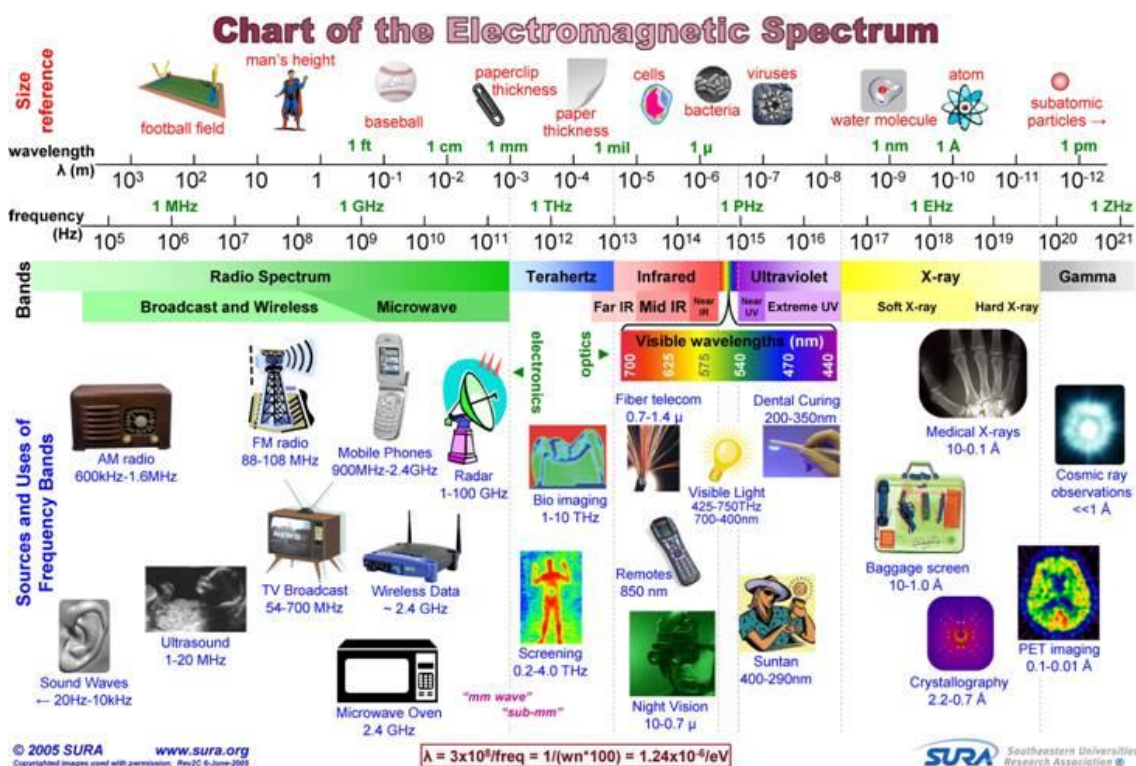 Chart of the Electromagnetic Spectrum
Size
reference
football field
man's height
baseball
paperclip
thickness
paper
thickness
cells
bacteria
viruses
water molecule
atom
subatomic
particles →
wavelength
λ (m)
1 ft 1 cm 1 mm 1 mil 1 µ 1 nm 1 Å 1 pm
10³ 10² 10¹ 1 10⁻¹ 10⁻² 10⁻³ 10⁻⁴ 10⁻⁵ 10⁻⁶ 10⁻⁷ 10⁻⁸ 10⁻⁹ 10⁻¹⁰ 10⁻¹¹ 10⁻¹²
frequency
(Hz)
1 MHz 1 GHz 1 THz 1 PHz 1 EHz 1 ZHz
10⁵ 10⁶ 10⁷ 10⁸ 10⁹ 10¹⁰ 10¹¹ 10¹² 10¹³ 10¹⁴ 10¹⁵ 10¹⁶ 10¹⁷ 10¹⁸ 10¹⁹ 10²⁰ 10²¹
Bands
Radio Spectrum Terahertz Infrared Ultraviolet X-ray Gamma
Broadcast and Wireless Microwave Far IR Mid IR Near IR Near UV Extreme UV Soft X-ray Hard X-ray
electronics
optics
Visible wavelengths (nm)
700 625 575 540 470 440
Sources and Uses of
Frequency Bands
AM radio
600kHz-1.6MHz
FM radio
88-108 MHz
Mobile Phones
900MHz-2.4GHz
Radar
1-100 GHz
Bio imaging
1-10 THz
Fiber telecom
0.7-1.4 µ
Visible Light
425-750THz
700-400nm
Dental Curing
200-350nm
Medical X-rays
10-0.1 Å
Cosmic ray
observations
<<1 Å
Sound Waves
← 20Hz-10kHz
Ultrasound
1-20 MHz
NEWS
TV Broadcast
54-700 MHz
Wireless Data
~ 2.4 GHz
Microwave Oven
2.4 GHz
"mm wave"
"sub-mm"
Screening
0.2-4.0 THz
Remotes
850 nm
Night Vision
10-0.7 µ
Suntan
400-290nm
Baggage screen
10-1.0 Å
Crystallography
2.2-0.7 Å
PET imaging
0.1-0.01 Å
© 2005 SURA www.sura.org
Copyrighted images used with permission. Rev2C 6-June-2005
λ = 3x10⁸/freq = 1/(wn*100) = 1.24x10⁻⁶/eV
SURA Southeastern Universities
Research Association ®